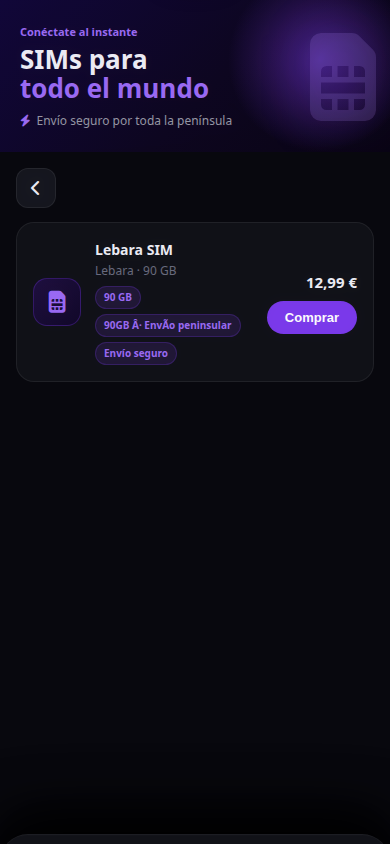 Conéctate al instante
SIMs para
todo el mundo
Envío seguro por toda la península
Lebara SIM
Lebara · 90 GB
90 GB
90GB Â· EnvÃo peninsular
Envío seguro
12,99 €
Comprar